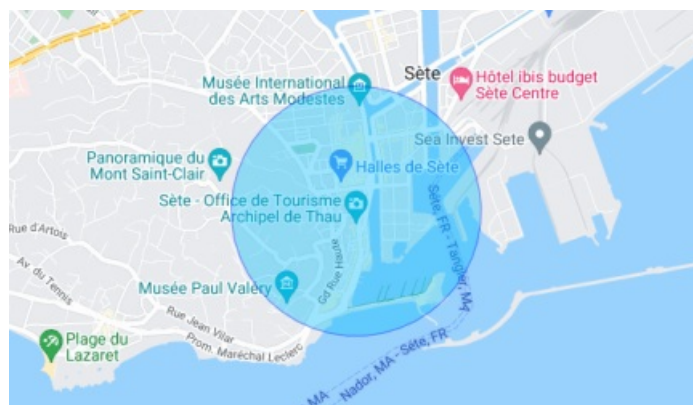 Musée International
des Arts Modestes
Sète
Hôtel ibis budget
Sète Centre
Sea Invest Sete
Panoramique du
Mont Saint-Clair
Halles de Sète
Sète - Office de Tourisme
Archipel de Thau
Sète FR - Tangier, MA
Rue d'Artois
Av. du Tennis
Musée Paul Valéry
Gd Rue Haute
Rue Jean Vilar
Prom. Maréchal Leclerc
Plage du
Lazaret
Nador, MA - Sète, FR
MA